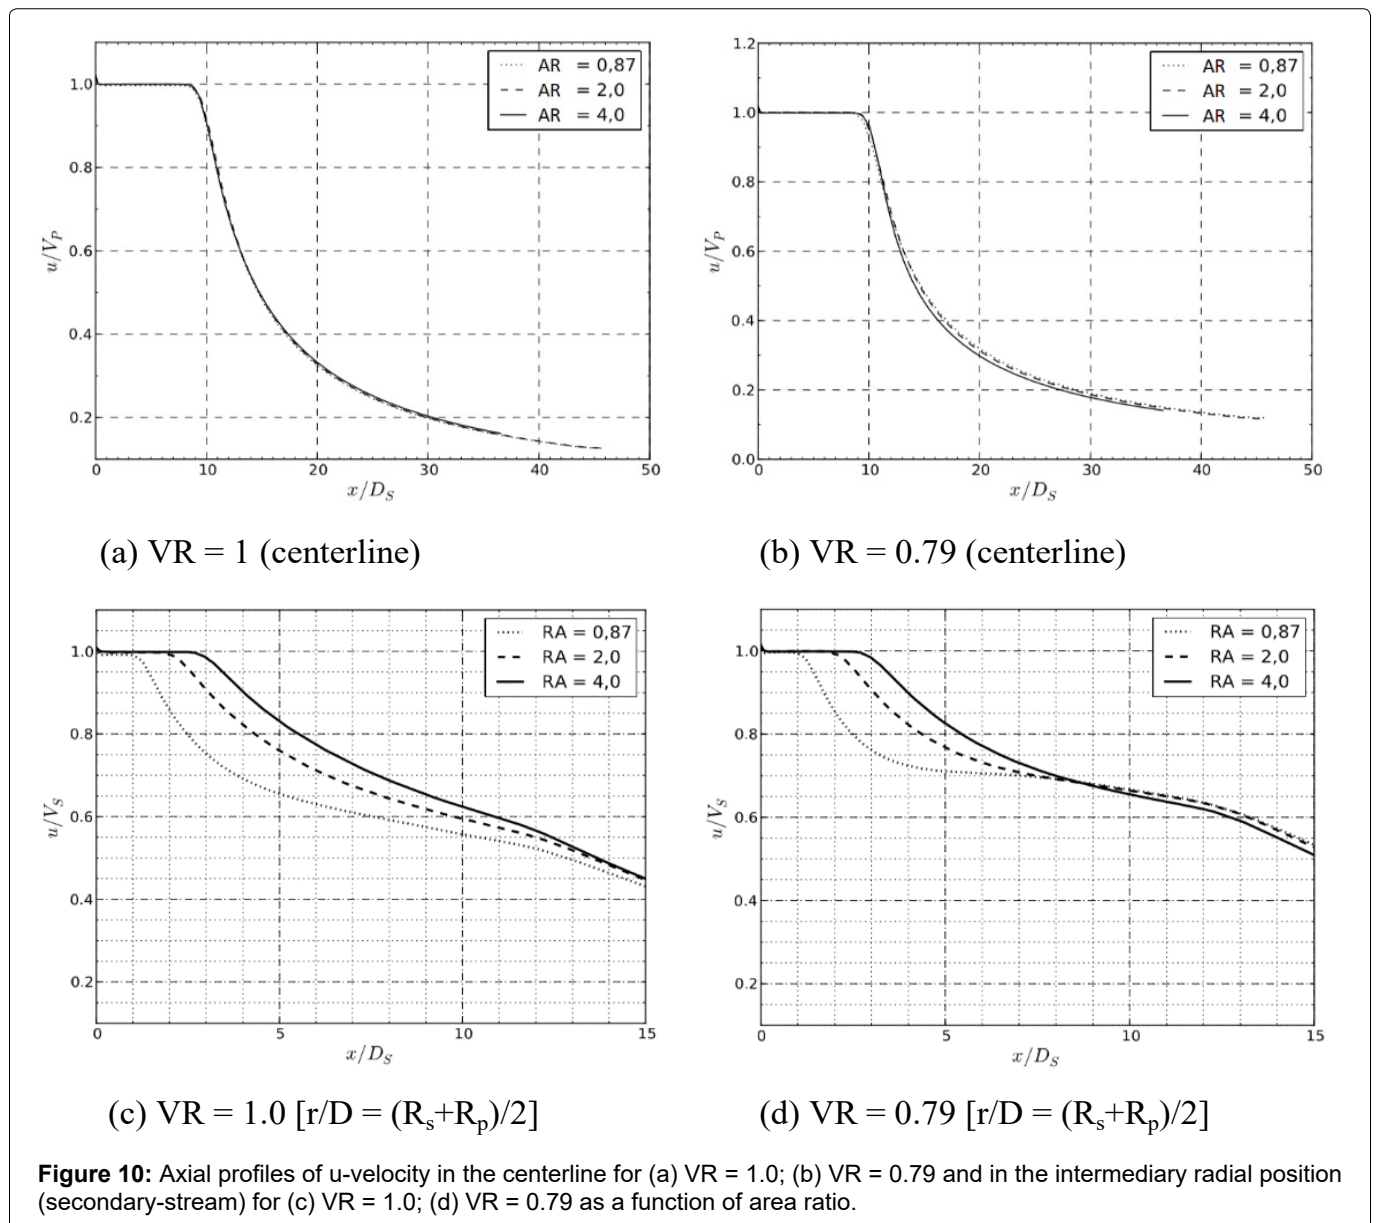 AR = 0,87
AR = 2,0
AR = 4,0
1.0
0.8
0.6
0.4
0.2
u/V_P
0 10 20 30 40 50
x/D_S
(a) VR = 1 (centerline)
AR = 0,87
AR = 2,0
AR = 4,0
1.2
1.0
0.8
0.6
0.4
0.2
0.0
u/V_P
0 10 20 30 40 50
x/D_S
(b) VR = 0.79 (centerline)
RA = 0,87
RA = 2,0
RA = 4,0
1.0
0.8
0.6
0.4
0.2
u/V_S
0 5 10 15
x/D_S
(c) VR = 1.0 [r/D = (R_s+R_p)/2]
RA = 0,87
RA = 2,0
RA = 4,0
1.0
0.8
0.6
0.4
0.2
u/V_S
0 5 10 15
x/D_S
(d) VR = 0.79 [r/D = (R_s+R_p)/2]
Figure 10: Axial profiles of u-velocity in the centerline for (a) VR = 1.0; (b) VR = 0.79 and in the intermediary radial position
(secondary-stream) for (c) VR = 1.0; (d) VR = 0.79 as a function of area ratio.